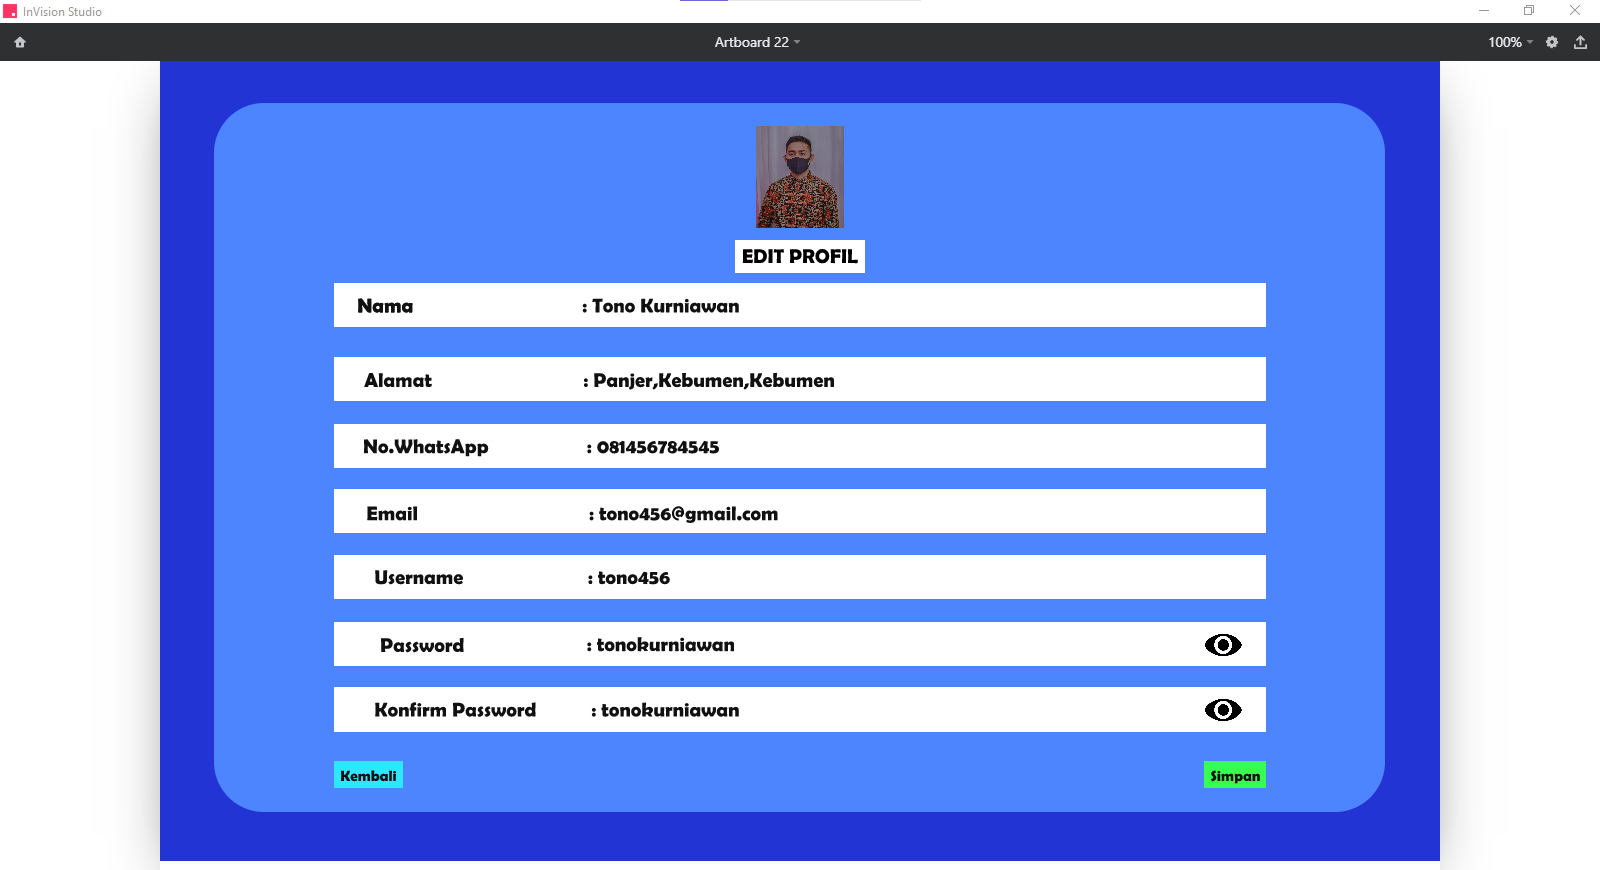 InVision Studio
Artboard 22
100%
EDIT PROFIL
Nama : Tono Kurniawan
Alamat : Panjer,Kebumen,Kebumen
No.WhatsApp : 081456784545
Email : tono456@gmail.com
Username : tono456
Password : tonokurniawan
Konfirm Password : tonokurniawan
Kembali
Simpan